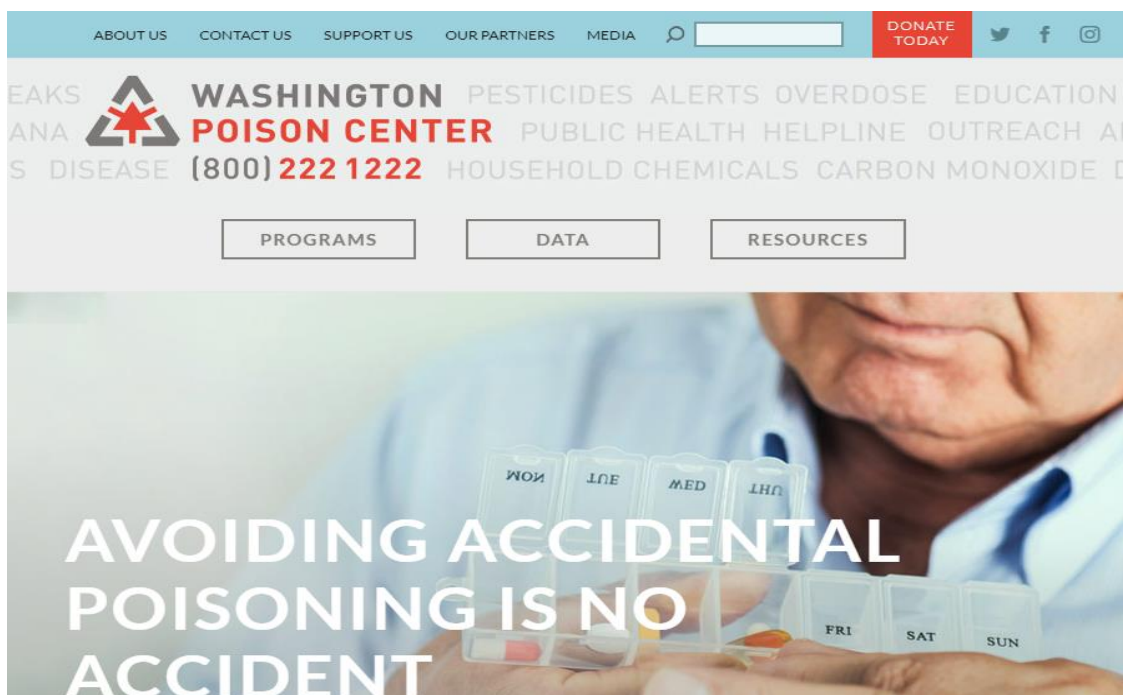 ABOUT US CONTACT US SUPPORT US OUR PARTNERS MEDIA DONATE TODAY
EAKS WASHINGTON PESTICIDES ALERTS OVERDOSE EDUCATION
ANA POISON CENTER PUBLIC HEALTH HELPLINE OUTREACH
S DISEASE (800) 222 1222 HOUSEHOLD CHEMICALS CARBON MONOXIDE
PROGRAMS DATA RESOURCES
MON TUE WED THU
AVOIDING ACCIDENTAL
POISONING IS NO
FRI SAT SUN
ACCIDENT